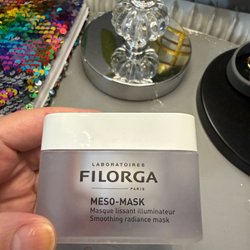 LABORATOIRES
FILORGA
PARIS
MESO-MASK
Masque lissant illuminateur
Smoothing radiance mask